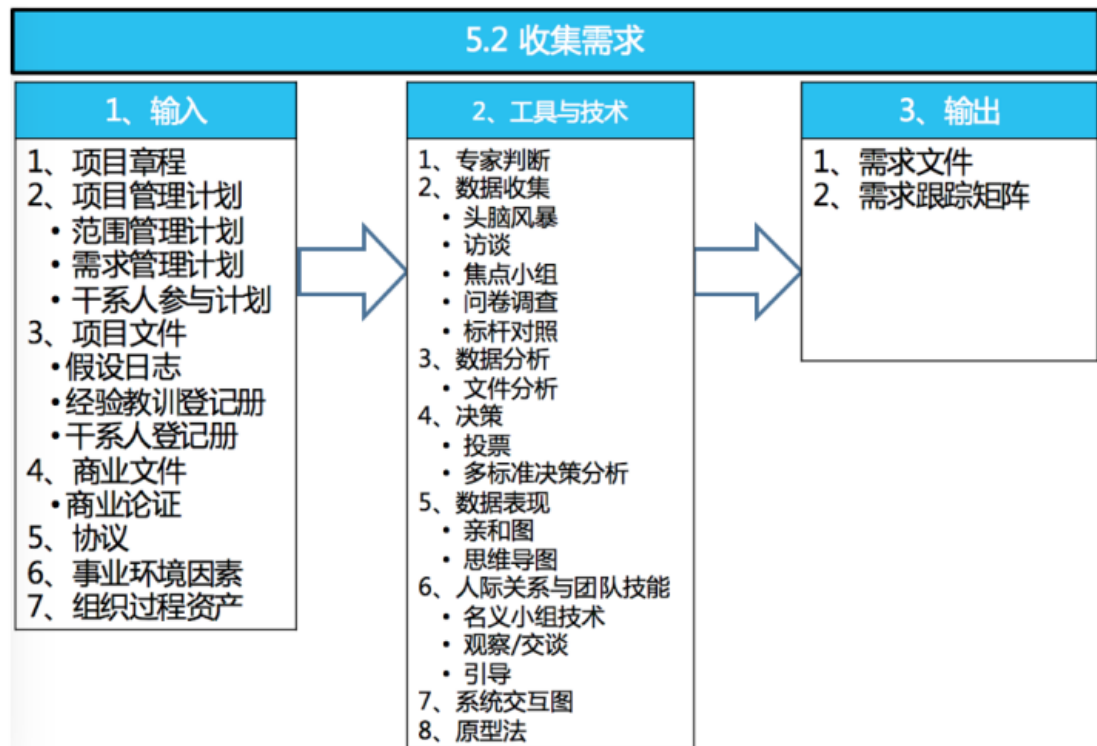 5.2 收集需求
1、输入
1、项目章程
2、项目管理计划
• 范围管理计划
• 需求管理计划
• 干系人参与计划
3、项目文件
•假设日志
•经验教训登记册
•干系人登记册
4、商业文件
•商业论证
5、协议
6、事业环境因素
7、组织过程资产
2、工具与技术
1、专家判断
2、数据收集
• 头脑风暴
• 访谈
• 焦点小组
• 问卷调查
• 标杆对照
3、数据分析
• 文件分析
4、决策
• 投票
• 多标准决策分析
5、数据表现
• 亲和图
• 思维导图
6、人际关系与团队技能
• 名义小组技术
• 观察/交谈
• 引导
7、系统交互图
8、原型法
3、输出
1、需求文件
2、需求跟踪矩阵